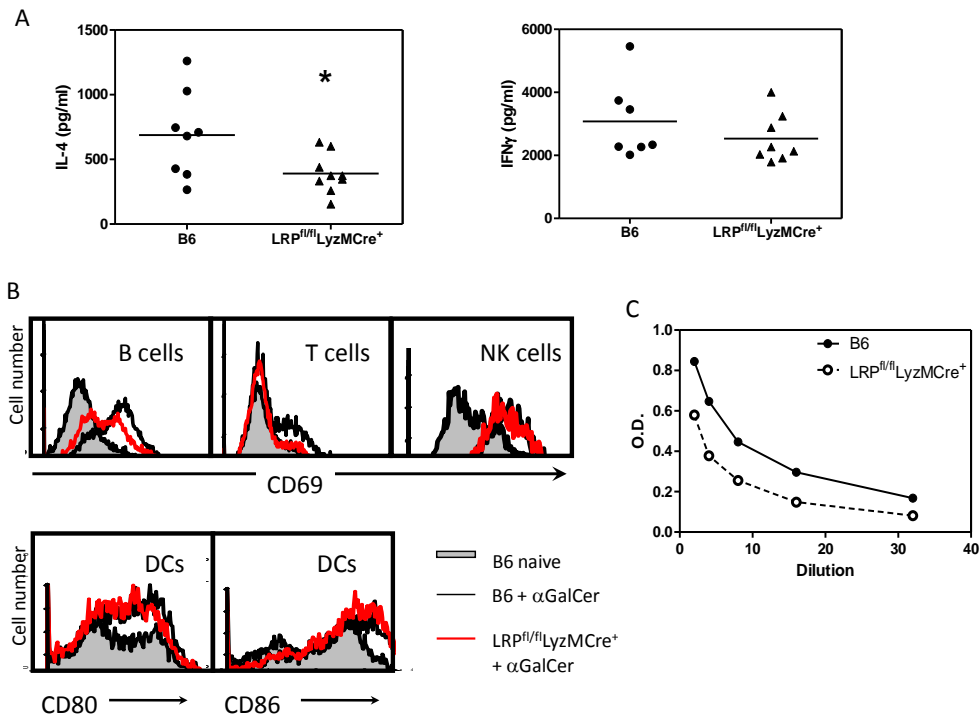 A
IL-4 (pg/ml)
1500
1000
500
0
*
B6
LRPfl/flLyzMCre+
IFNγ (pg/ml)
6000
4000
2000
0
B6
LRPfl/flLyzMCre+
B
Cell number
B cells
T cells
NK cells
CD69
Cell number
DCs
DCs
CD80
CD86
B6 naive
B6 + αGalCer
LRPfl/flLyzMCre+
+ αGalCer
C
O.D.
1.0
0.8
0.6
0.4
0.2
0.0
B6
LRPfl/flLyzMCre+
0
10
20
30
40
Dilution